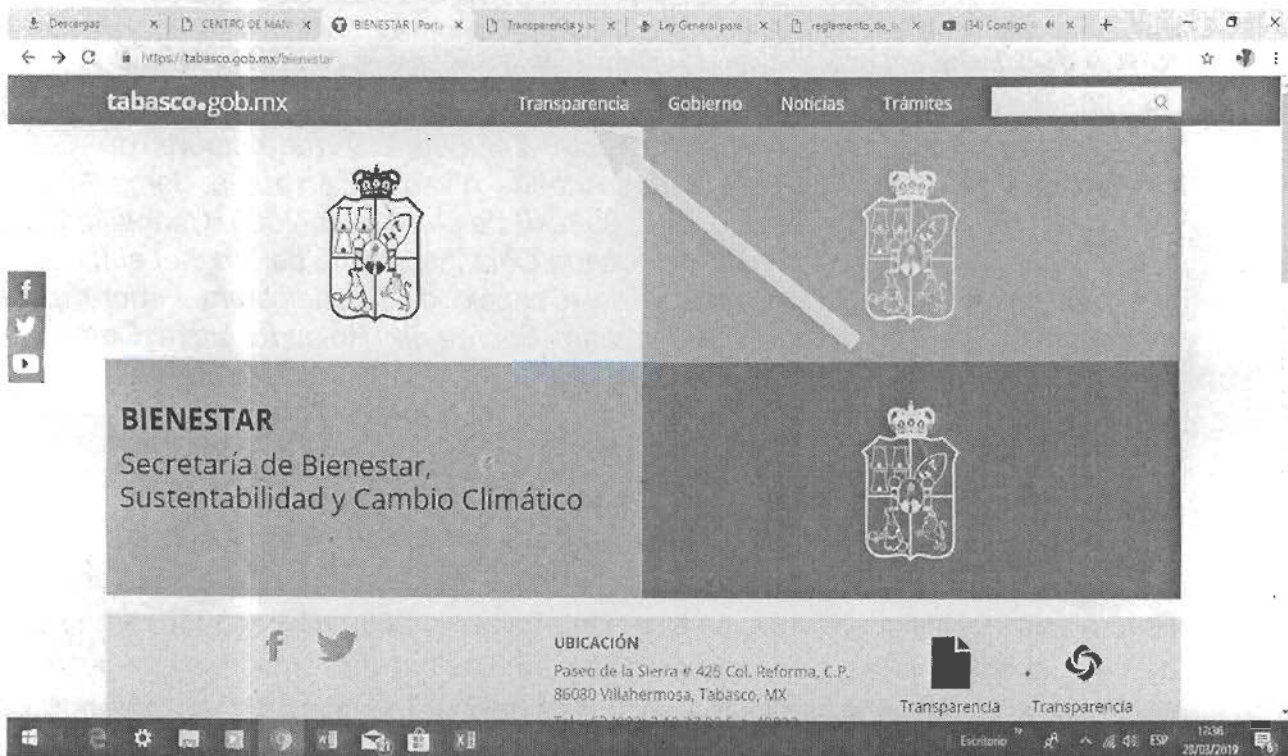 Descargas
CENTRO DE MAN
BIENESTAR | Porta
Transparencia y a
Ley General para
reglamento_de_la
(34) Contigo
https://tabasco.gob.mx/bienestar
tabasco.gob.mx
Transparencia
Gobierno
Noticias
Trámites
BIENESTAR
Secretaría de Bienestar,
Sustentabilidad y Cambio Climático
UBICACIÓN
Paseo de la Sierra # 425 Col. Reforma, C.P.
86080 Villahermosa, Tabasco, MX
Transparencia
Transparencia
Escritorio
ESP
12:36
28/03/2019